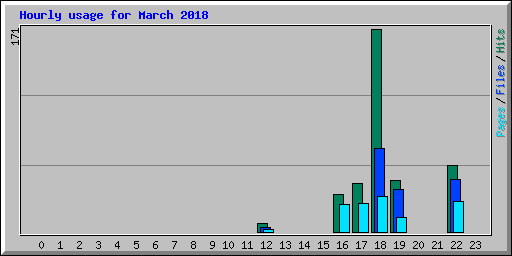 Hourly usage for March 2018
171
Pages/Files/Hits
0 1 2 3 4 5 6 7 8 9 10 11 12 13 14 15 16 17 18 19 20 21 22 23